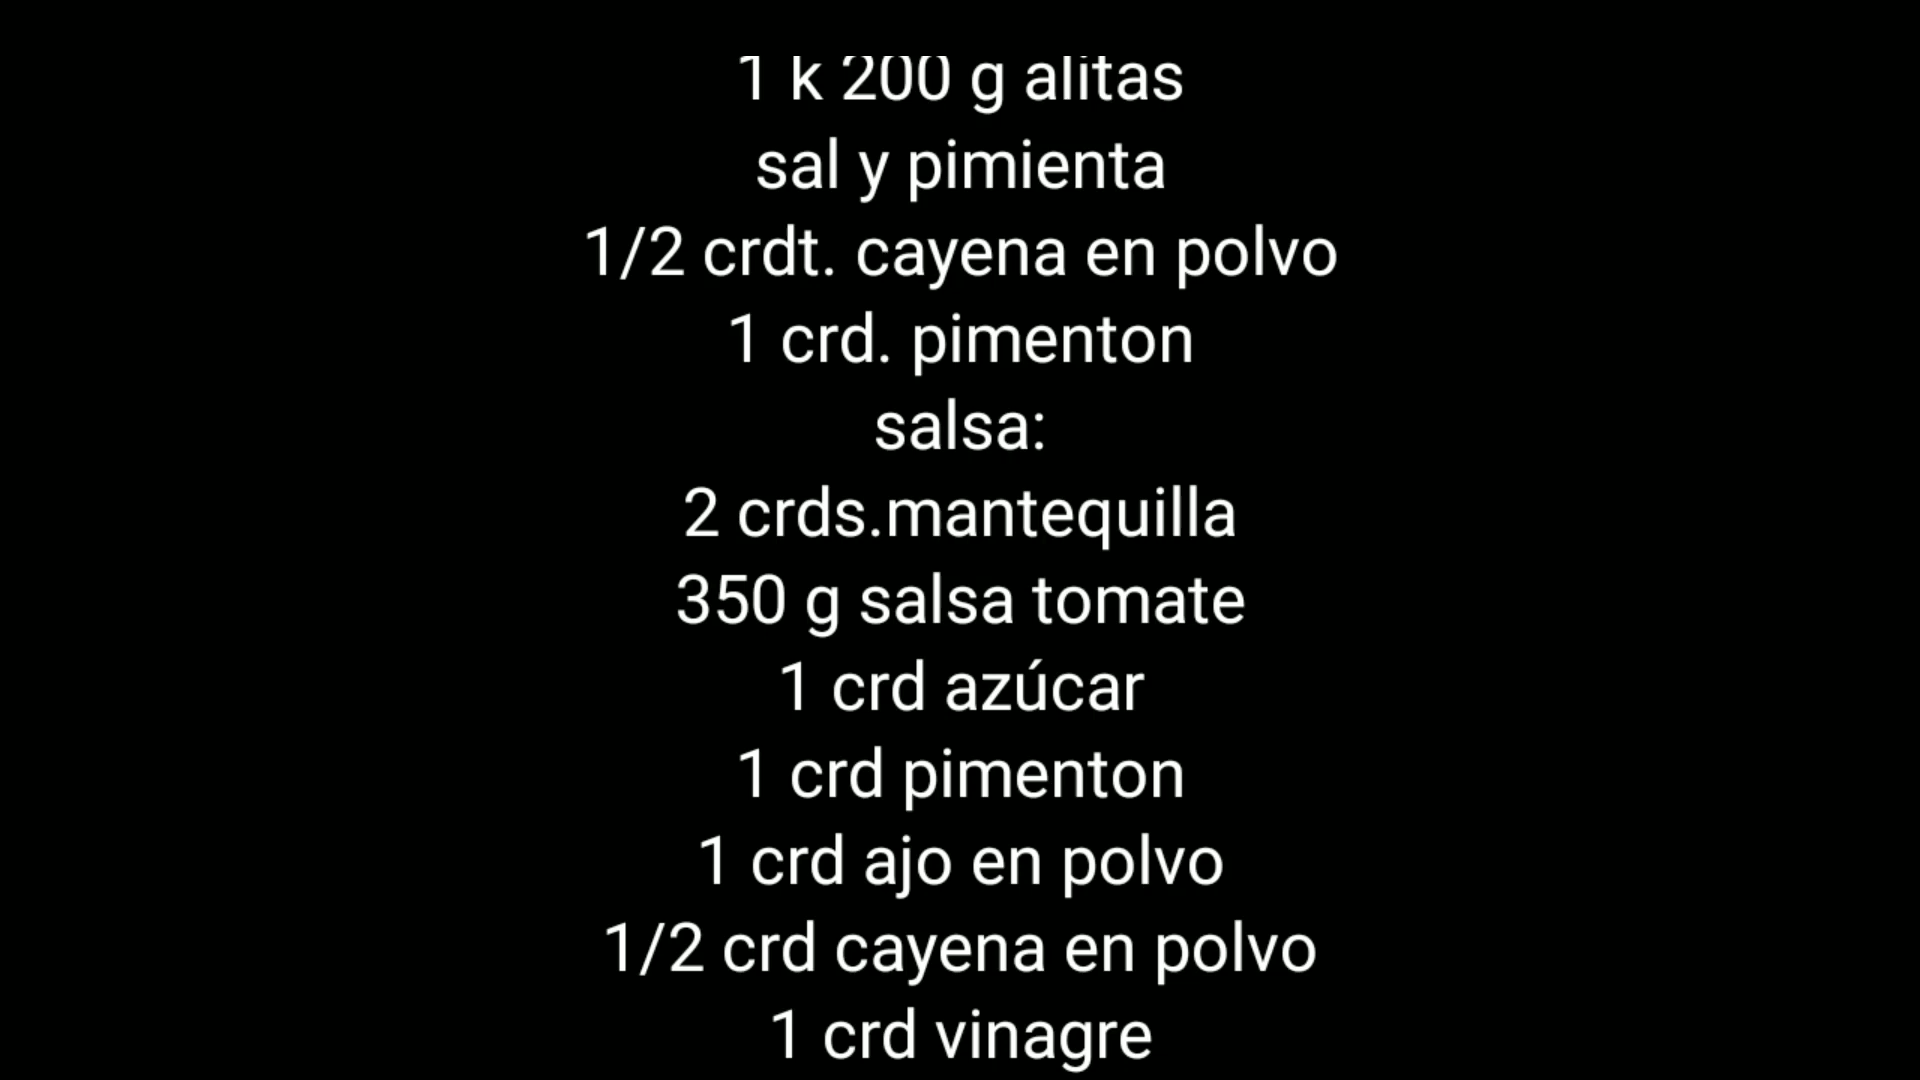 1 k 200 g alitas
sal y pimienta
1/2 crdt. cayena en polvo
1 crd. pimenton
salsa:
2 crds.mantequilla
350 g salsa tomate
1 crd azúcar
1 crd pimenton
1 crd ajo en polvo
1/2 crd cayena en polvo
1 crd vinagre